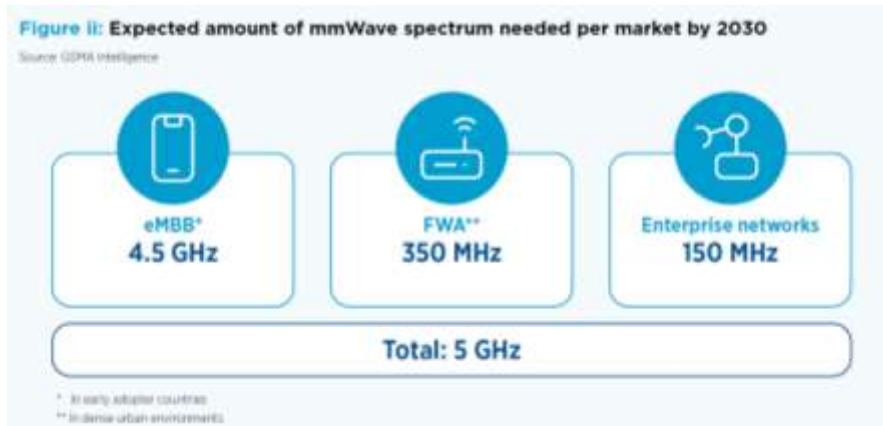 Figure ii: Expected amount of mmWave spectrum needed per market by 2030
Source: GSMA Intelligence
eMBB*
4.5 GHz
FWA**
350 MHz
Enterprise networks
150 MHz
Total: 5 GHz
* In early adopter countries
** In dense urban environments